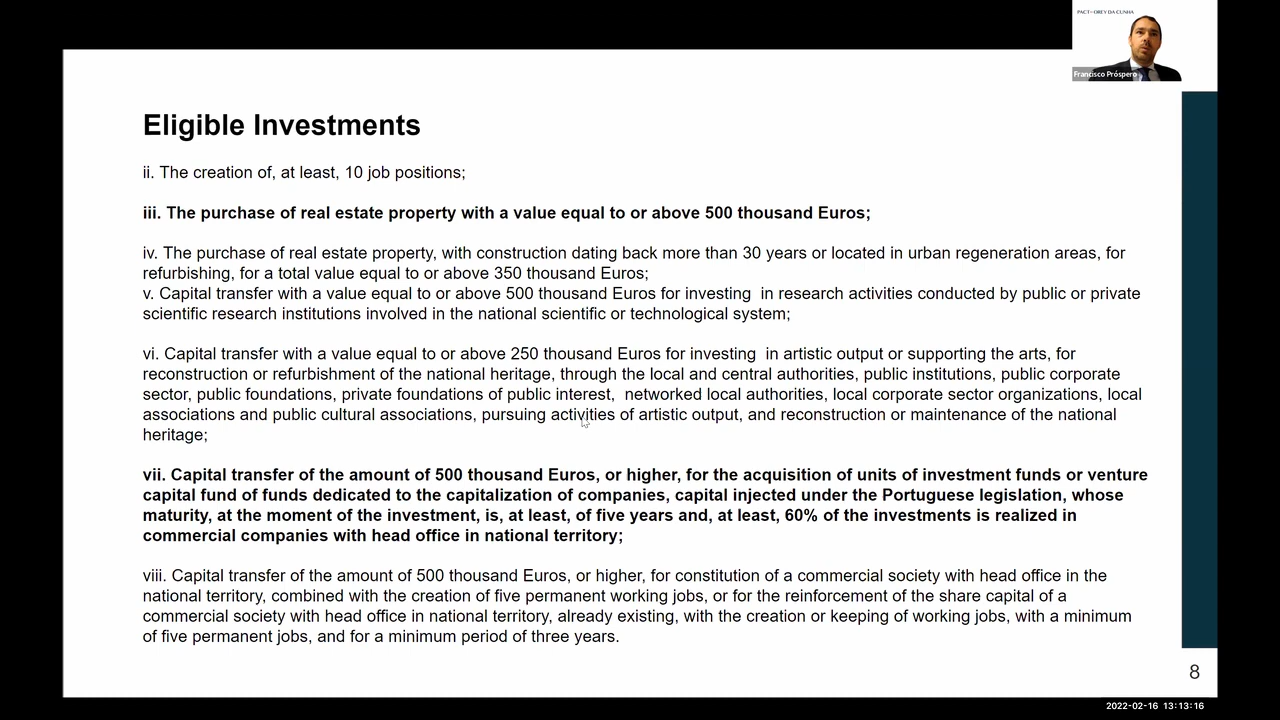 PACT—OREY DA CUNHA
Francisco Próspero
Eligible Investments
ii. The creation of, at least, 10 job positions;
iii. The purchase of real estate property with a value equal to or above 500 thousand Euros;
iv. The purchase of real estate property, with construction dating back more than 30 years or located in urban regeneration areas, for
refurbishing, for a total value equal to or above 350 thousand Euros;
v. Capital transfer with a value equal to or above 500 thousand Euros for investing  in research activities conducted by public or private
scientific research institutions involved in the national scientific or technological system;
vi. Capital transfer with a value equal to or above 250 thousand Euros for investing  in artistic output or supporting the arts, for
reconstruction or refurbishment of the national heritage, through the local and central authorities, public institutions, public corporate
sector, public foundations, private foundations of public interest,  networked local authorities, local corporate sector organizations, local
associations and public cultural associations, pursuing activities of artistic output, and reconstruction or maintenance of the national
heritage;
vii. Capital transfer of the amount of 500 thousand Euros, or higher, for the acquisition of units of investment funds or venture
capital fund of funds dedicated to the capitalization of companies, capital injected under the Portuguese legislation, whose
maturity, at the moment of the investment, is, at least, of five years and, at least, 60% of the investments is realized in
commercial companies with head office in national territory;
viii. Capital transfer of the amount of 500 thousand Euros, or higher, for constitution of a commercial society with head office in the
national territory, combined with the creation of five permanent working jobs, or for the reinforcement of the share capital of a
commercial society with head office in national territory, already existing, with the creation or keeping of working jobs, with a minimum
of five permanent jobs, and for a minimum period of three years.
8
2022-02-16 13:13:16